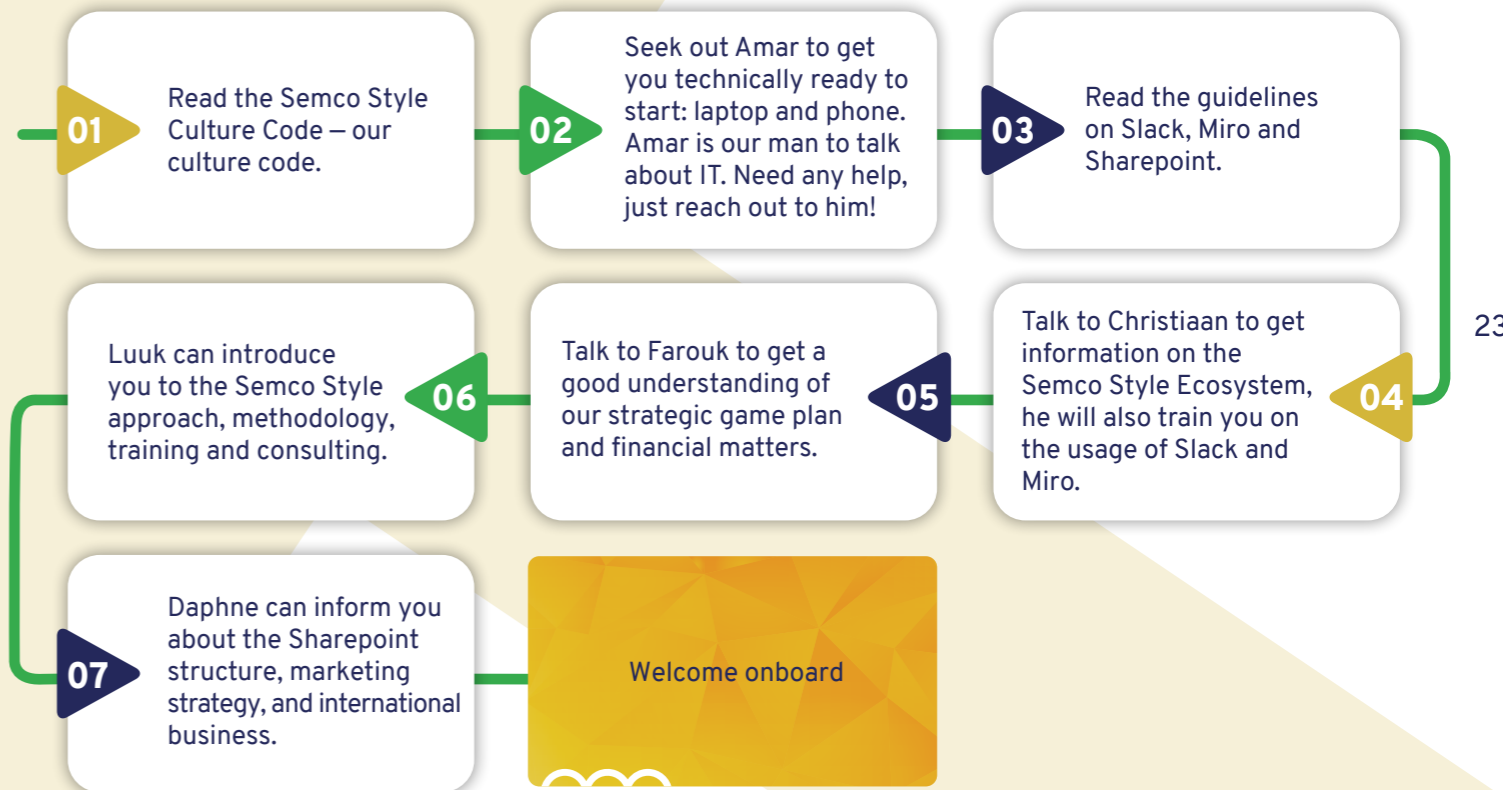 01
Read the Semco Style
Culture Code – our
culture code.
02
Seek out Amar to get
you technically ready to
start: laptop and phone.
Amar is our man to talk
about IT. Need any help,
just reach out to him!
03
Read the guidelines
on Slack, Miro and
Sharepoint.
04
Talk to Christiaan to get
information on the
Semco Style Ecosystem,
he will also train you on
the usage of Slack and
Miro.
05
Talk to Farouk to get a
good understanding of
our strategic game plan
and financial matters.
06
Luuk can introduce
you to the Semco Style
approach, methodology,
training and consulting.
07
Daphne can inform you
about the Sharepoint
structure, marketing
strategy, and international
business.
Welcome onboard
23